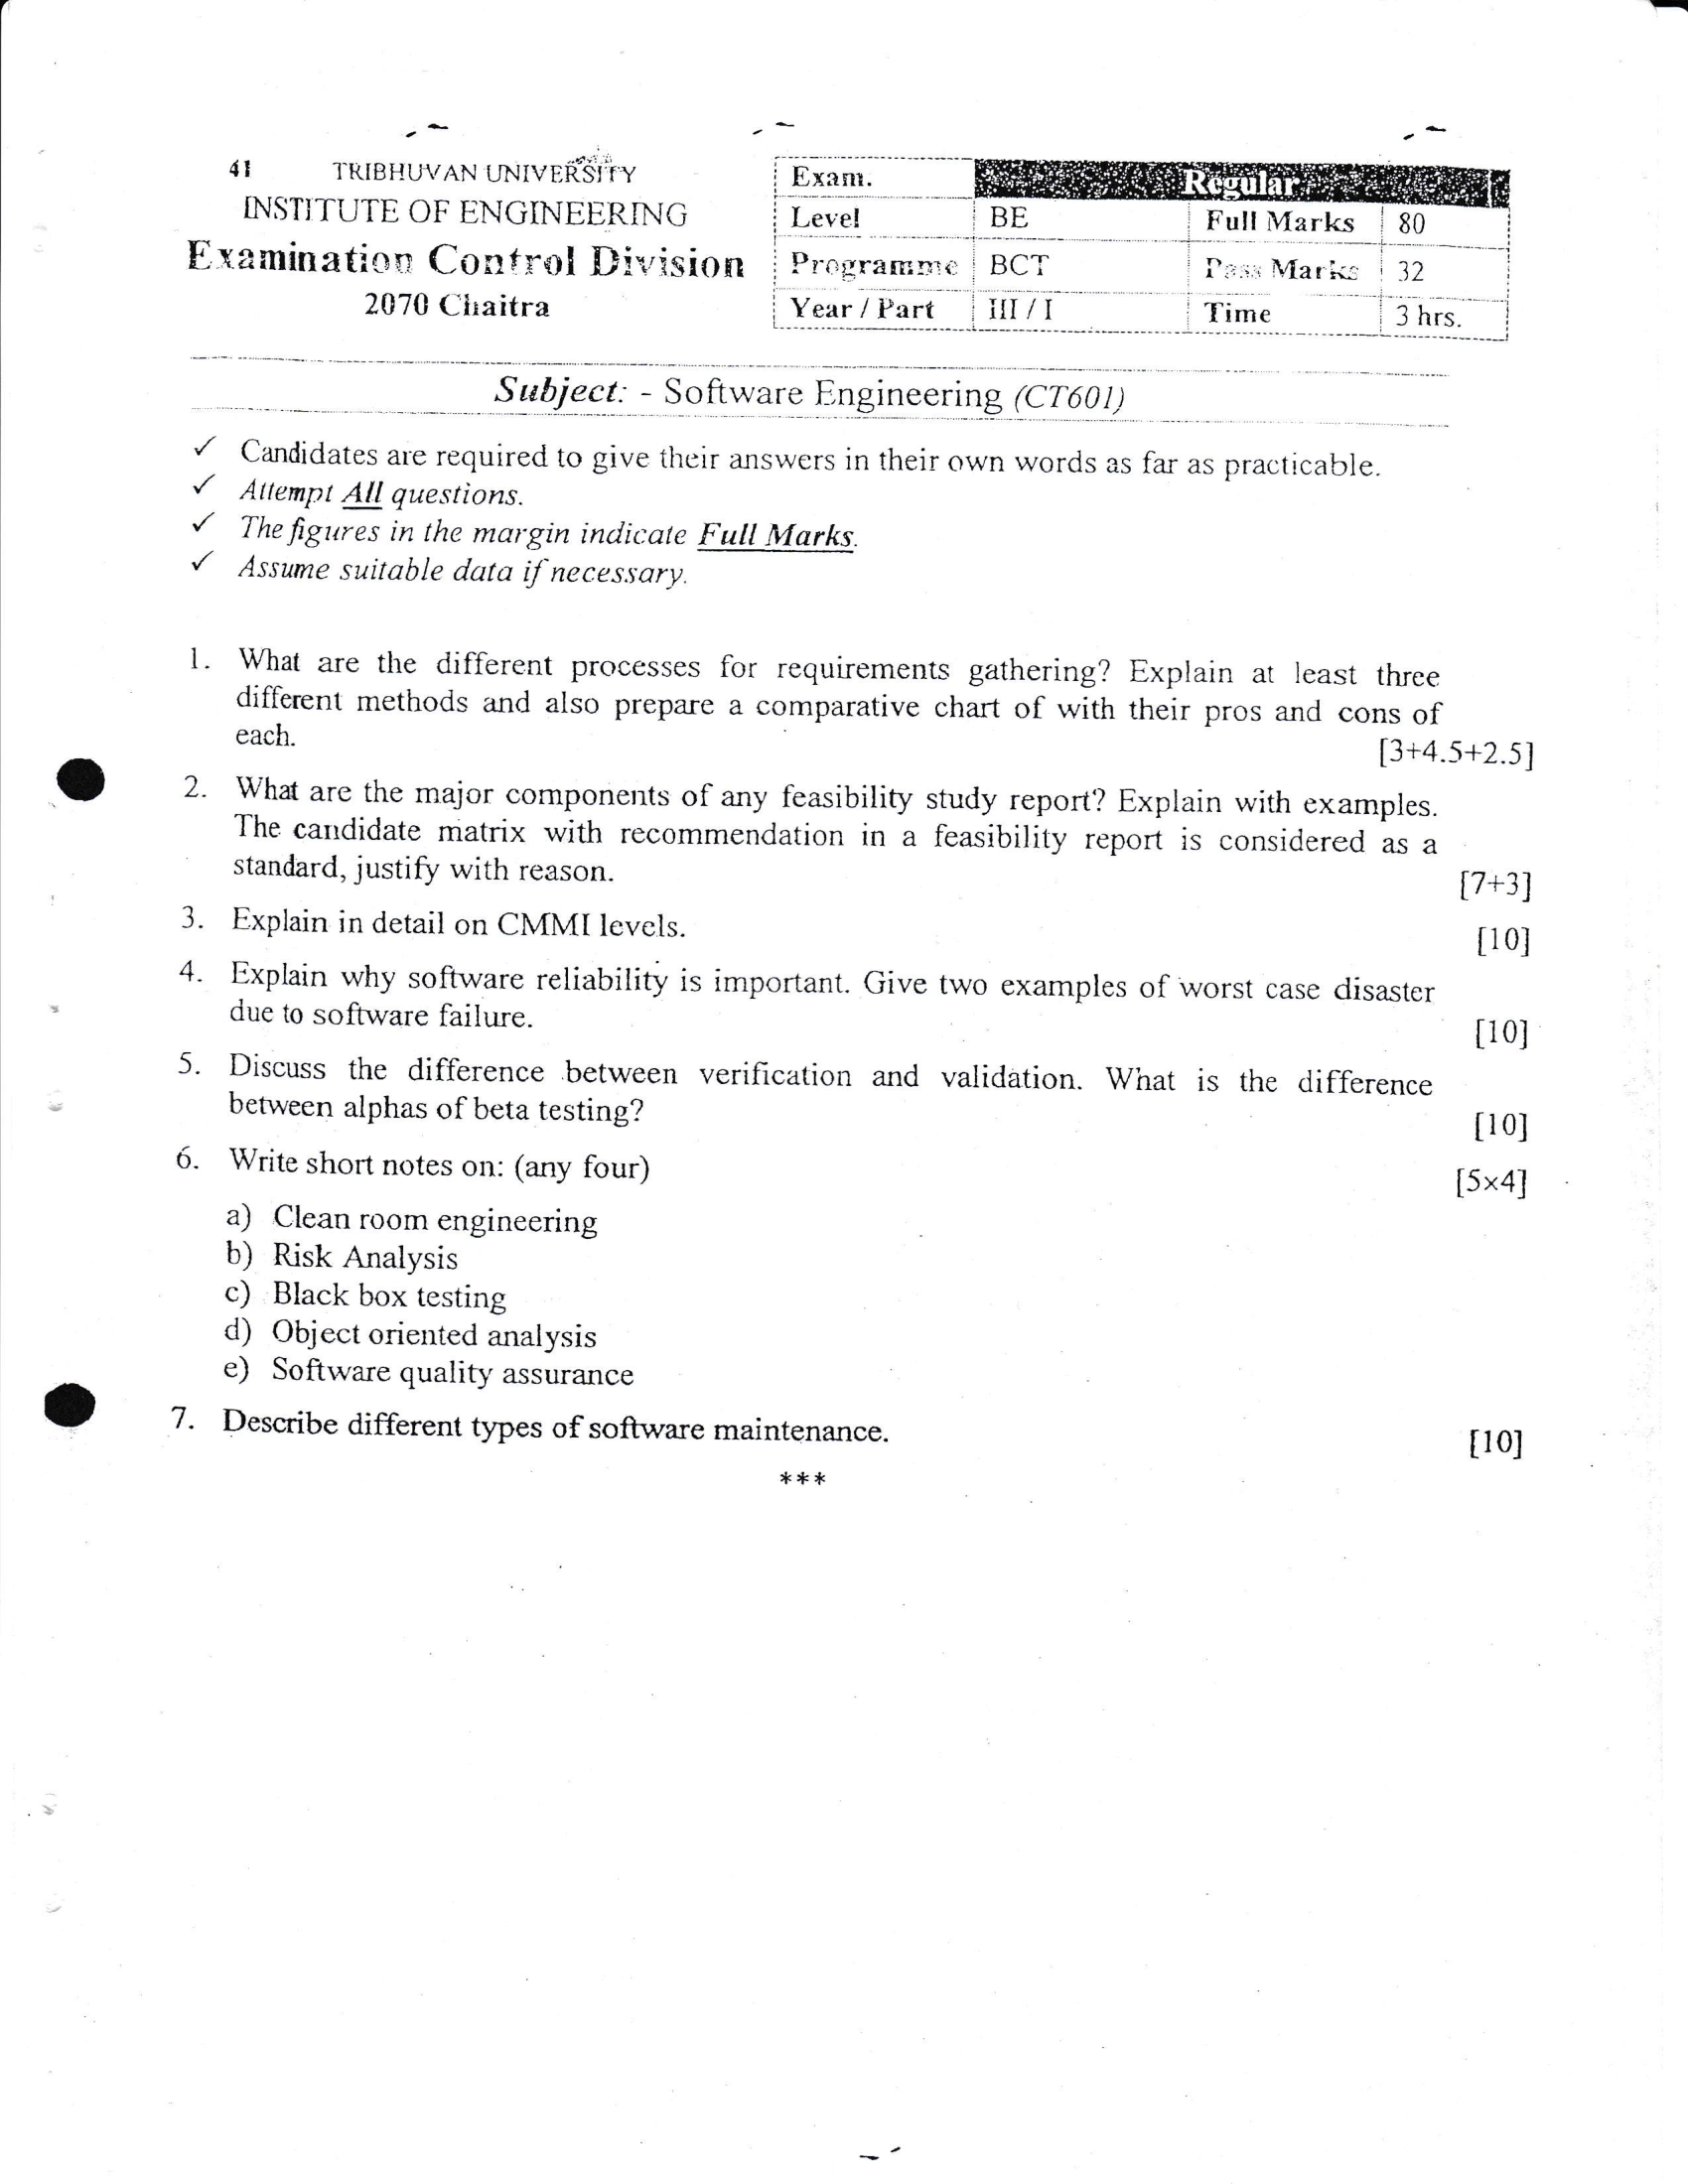 41 TRIBHUVAN UNIVERSITY
INSTITUTE OF ENGINEERING
Examination Control Division
2070 Chaitra
Exam. Regular
Level BE Full Marks 80
Programme BCT Pass Marks 32
Year / Part III / I Time 3 hrs.
Subject: - Software Engineering (CT601)
✓ Candidates are required to give their answers in their own words as far as practicable.
✓ Attempt All questions.
✓ The figures in the margin indicate Full Marks.
✓ Assume suitable data if necessary.
1. What are the different processes for requirements gathering? Explain at least three
different methods and also prepare a comparative chart of with their pros and cons of
each. [3+4.5+2.5]
2. What are the major components of any feasibility study report? Explain with examples.
The candidate matrix with recommendation in a feasibility report is considered as a
standard, justify with reason. [7+3]
3. Explain in detail on CMMI levels. [10]
4. Explain why software reliability is important. Give two examples of worst case disaster
due to software failure. [10]
5. Discuss the difference between verification and validation. What is the difference
between alphas of beta testing? [10]
6. Write short notes on: (any four) [5×4]
a) Clean room engineering
b) Risk Analysis
c) Black box testing
d) Object oriented analysis
e) Software quality assurance
7. Describe different types of software maintenance. [10]
***